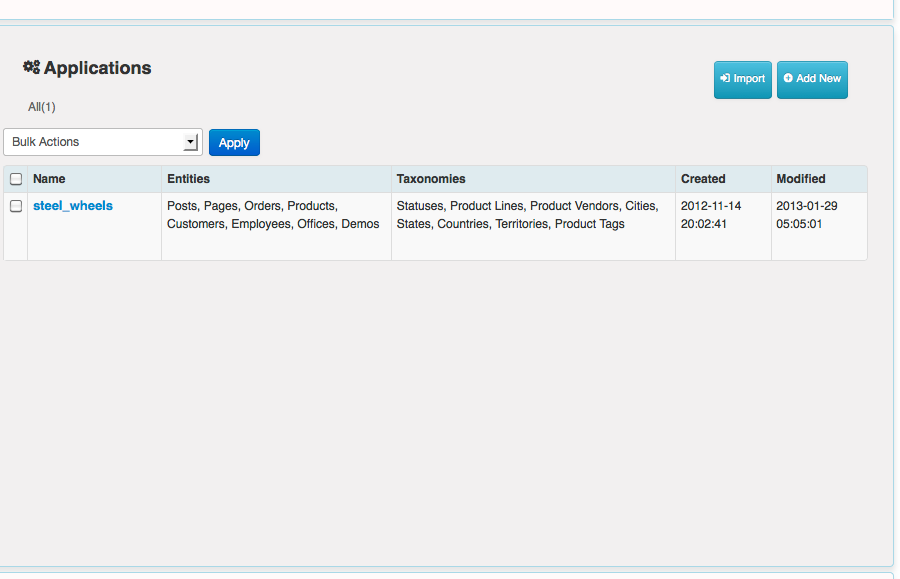 Applications
Import
Add New
All(1)
Bulk Actions
Apply
Name Entities Taxonomies Created Modified
steel_wheels Posts, Pages, Orders, Products, Statuses, Product Lines, Product Vendors, Cities, 2012-11-14 2013-01-29
Customers, Employees, Offices, Demos States, Countries, Territories, Product Tags 20:02:41 05:05:01